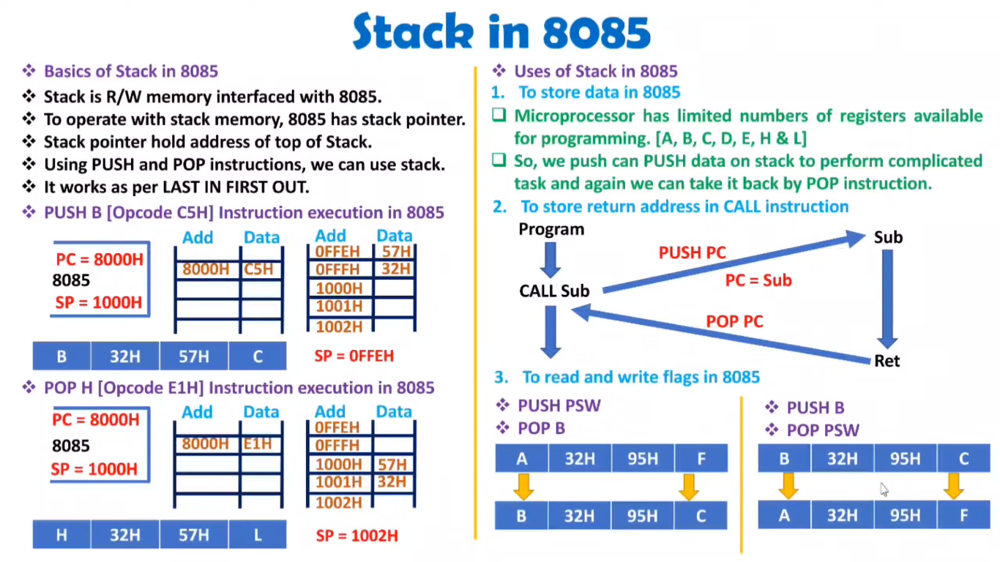 Stack in 8085
❖ Basics of Stack in 8085
❖ Stack is R/W memory interfaced with 8085.
❖ To operate with stack memory, 8085 has stack pointer.
❖ Stack pointer hold address of top of Stack.
❖ Using PUSH and POP instructions, we can use stack.
❖ It works as per LAST IN FIRST OUT.
❖ PUSH B [Opcode C5H] Instruction execution in 8085
PC = 8000H
8085
SP = 1000H
Add Data
8000H C5H
Add Data
0FFEH 57H
0FFFH 32H
1000H
1001H
1002H
B 32H 57H C
SP = 0FFEH
❖ POP H [Opcode E1H] Instruction execution in 8085
PC = 8000H
8085
SP = 1000H
Add Data
8000H E1H
Add Data
0FFEH
0FFFH
1000H 57H
1001H 32H
1002H
H 32H 57H L
SP = 1002H
❖ Uses of Stack in 8085
1. To store data in 8085
❑ Microprocessor has limited numbers of registers available
for programming. [A, B, C, D, E, H & L]
❑ So, we push can PUSH data on stack to perform complicated
task and again we can take it back by POP instruction.
2. To store return address in CALL instruction
Program
Sub
PUSH PC
PC = Sub
CALL Sub
POP PC
Ret
3. To read and write flags in 8085
❖ PUSH PSW
❖ POP B
A 32H 95H F
B 32H 95H C
❖ PUSH B
❖ POP PSW
B 32H 95H C
A 32H 95H F